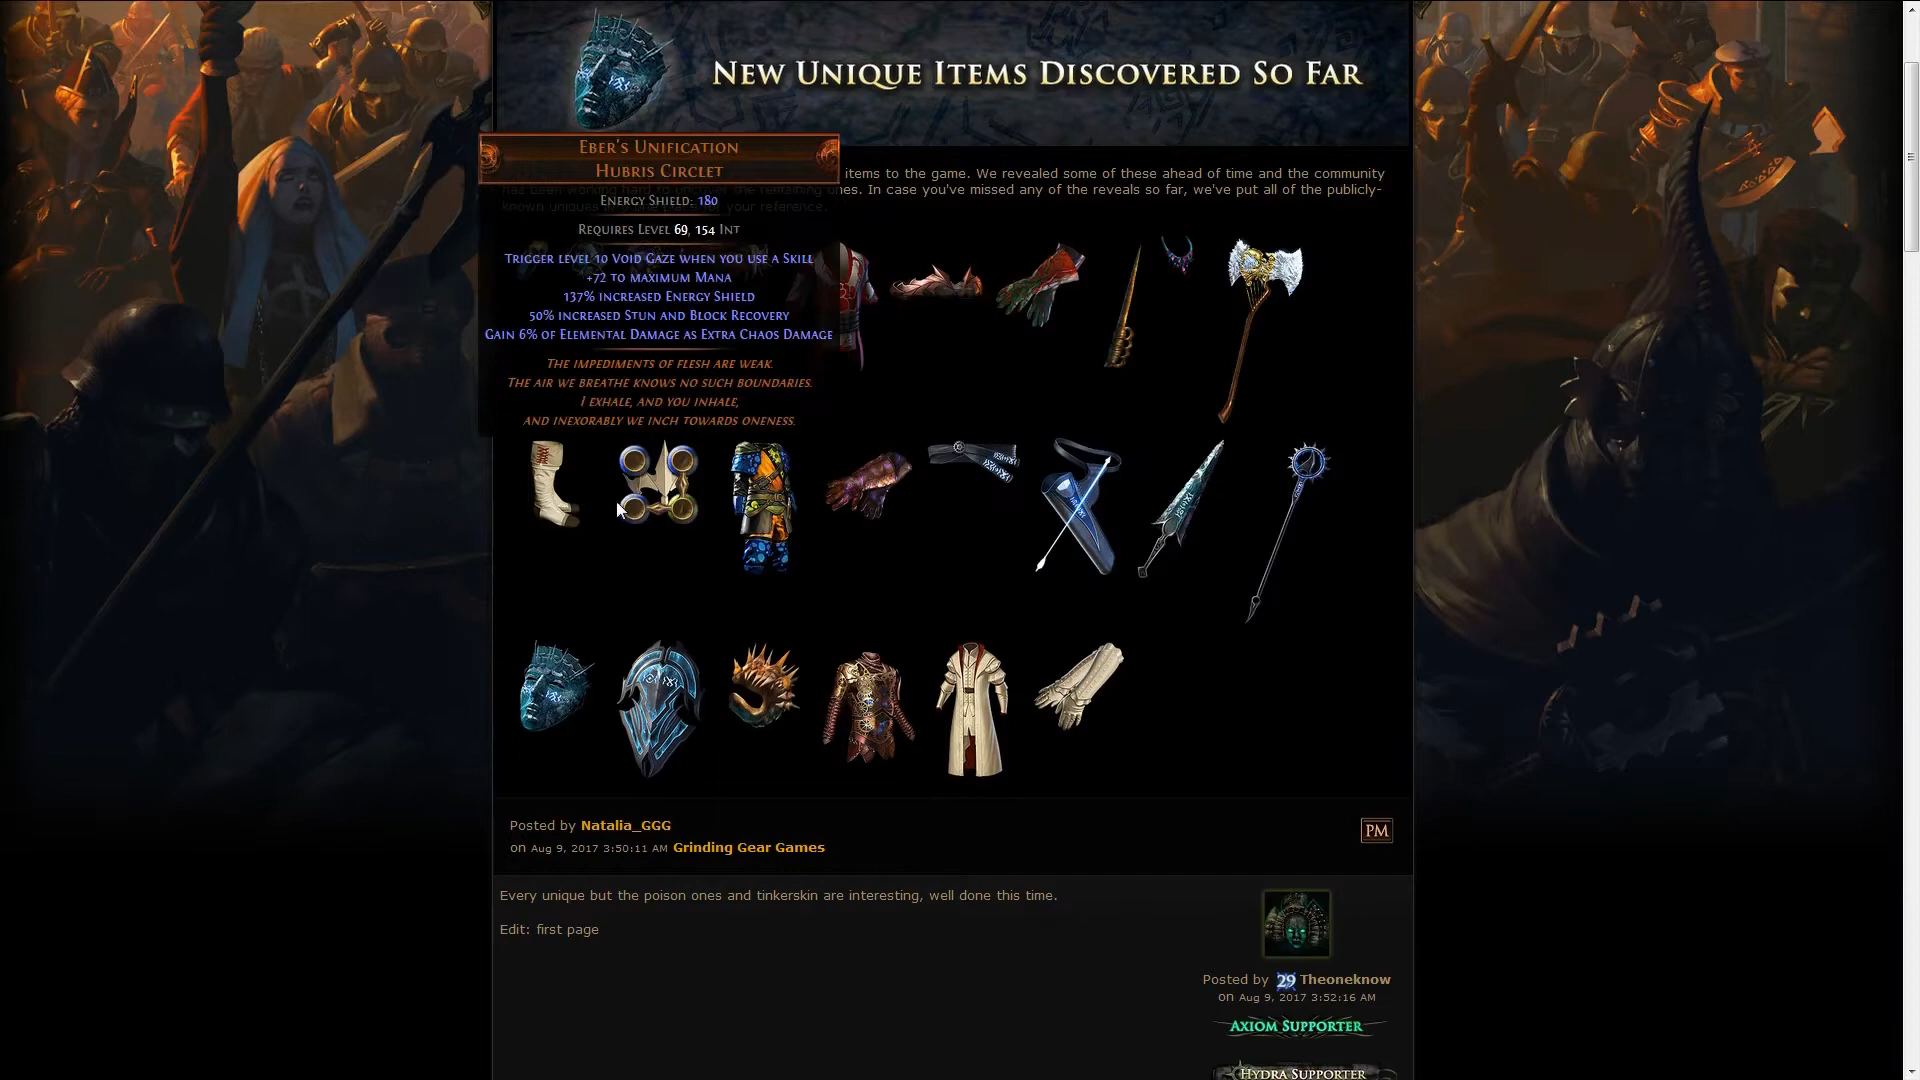 New Unique Items Discovered So Far
Eber's Unification
Hubris Circlet
items to the game. We revealed some of these ahead of time and the community
ones. In case you've missed any of the reveals so far, we've put all of the publicly-
known uniques into one place for your reference.
Energy Shield: 180
Requires Level 69, 154 Int
Trigger level 10 Void Gaze when you use a Skill
+72 to maximum Mana
137% increased Energy Shield
50% increased Stun and Block Recovery
Gain 6% of Elemental Damage as Extra Chaos Damage
The impediments of flesh are weak.
The air we breathe knows no such boundaries.
I exhale, and you inhale,
and inexorably we inch towards oneness.
Posted by Natalia_GGG
on Aug 9, 2017 3:50:11 AM Grinding Gear Games
PM
Every unique but the poison ones and tinkerskin are interesting, well done this time.
Edit: first page
Posted by 29 Theoneknow
on Aug 9, 2017 3:52:16 AM
Axiom Supporter
Hydra Supporter